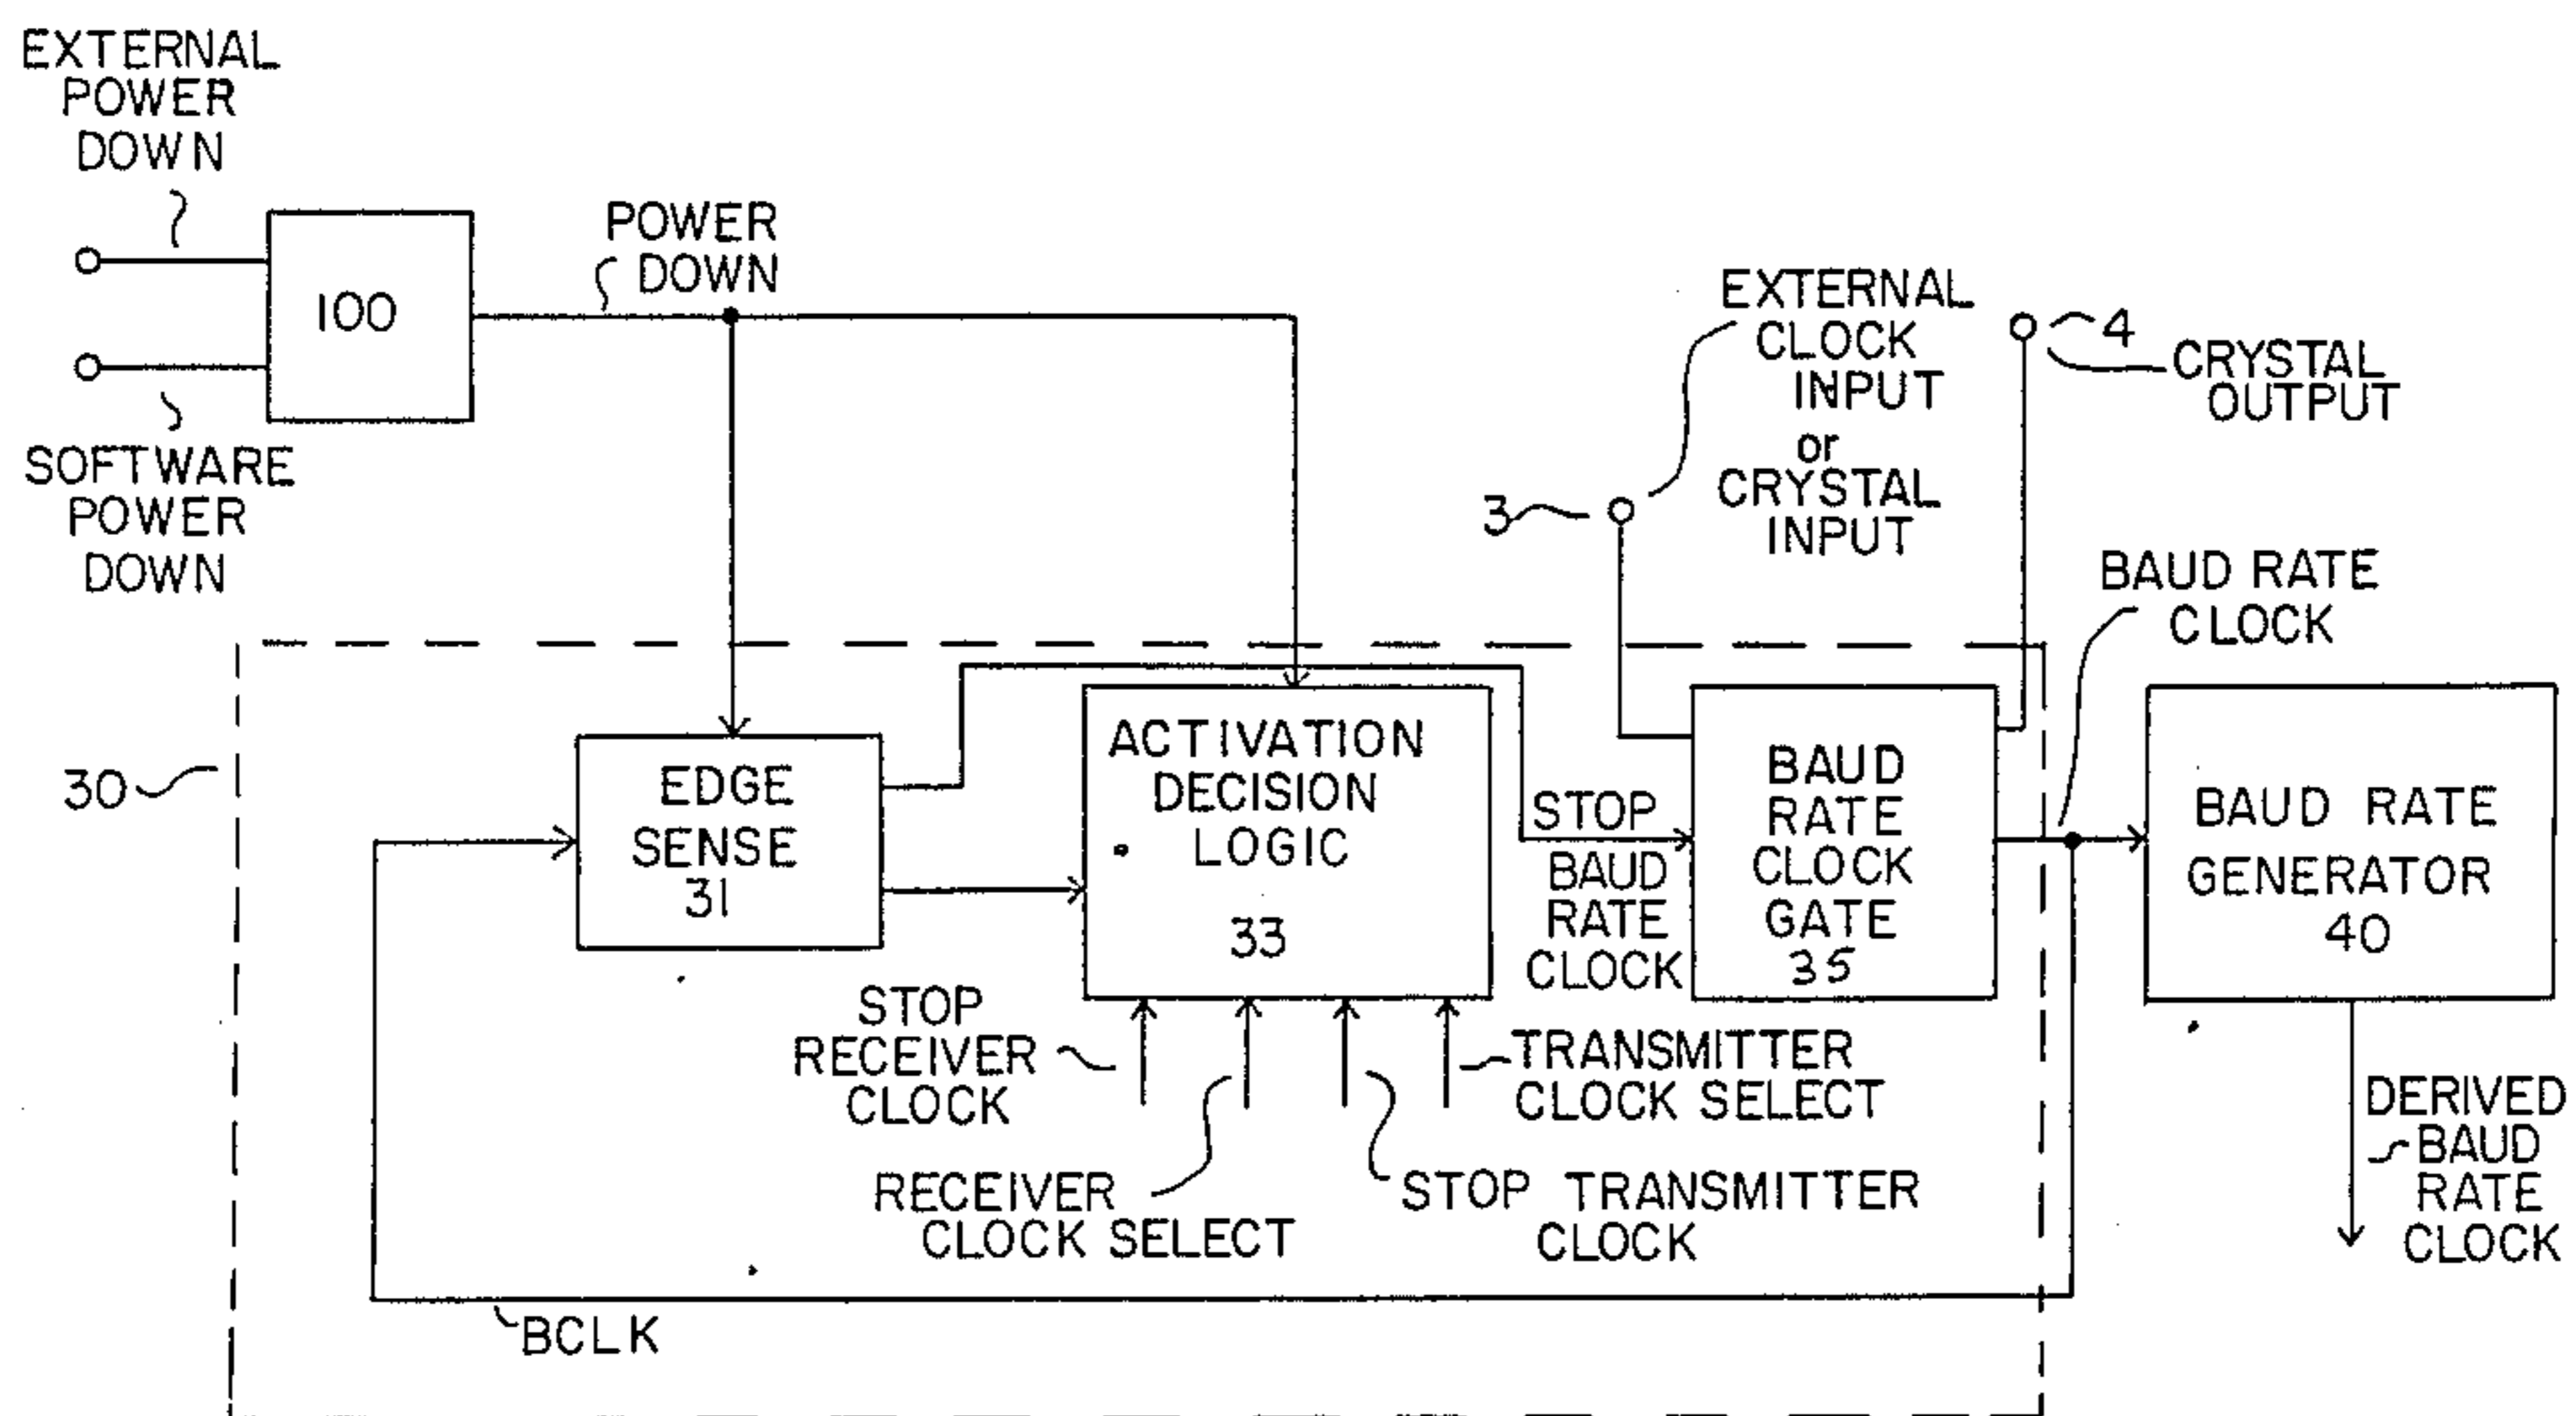 EXTERNAL
POWER
DOWN
100
POWER
DOWN
SOFTWARE
POWER
DOWN
EXTERNAL
CLOCK
INPUT
or
CRYSTAL
INPUT
3
4
CRYSTAL
OUTPUT
BAUD RATE
CLOCK
30
EDGE
SENSE
31
ACTIVATION
DECISION
LOGIC
33
STOP
BAUD
RATE
CLOCK
BAUD
RATE
CLOCK
GATE
35
BAUD RATE
GENERATOR
40
STOP
RECEIVER
CLOCK
RECEIVER
CLOCK SELECT
TRANSMITTER
CLOCK SELECT
STOP TRANSMITTER
CLOCK
DERIVED
BAUD
RATE
CLOCK
BCLK